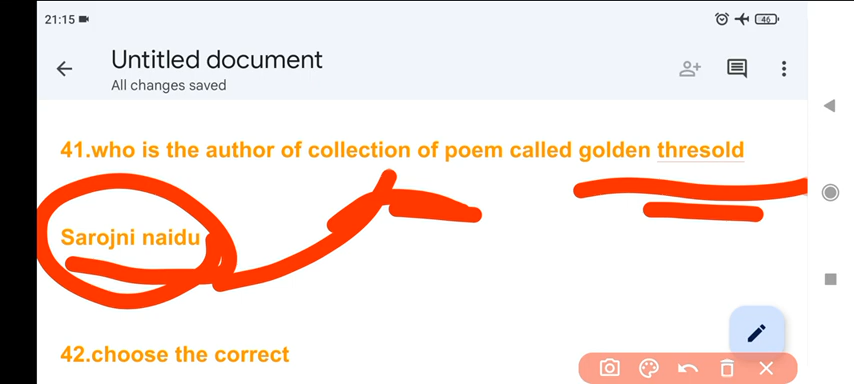 21:15
46
Untitled document
All changes saved
41.who is the author of collection of poem called golden thresold
Sarojni naidu
42.choose the correct